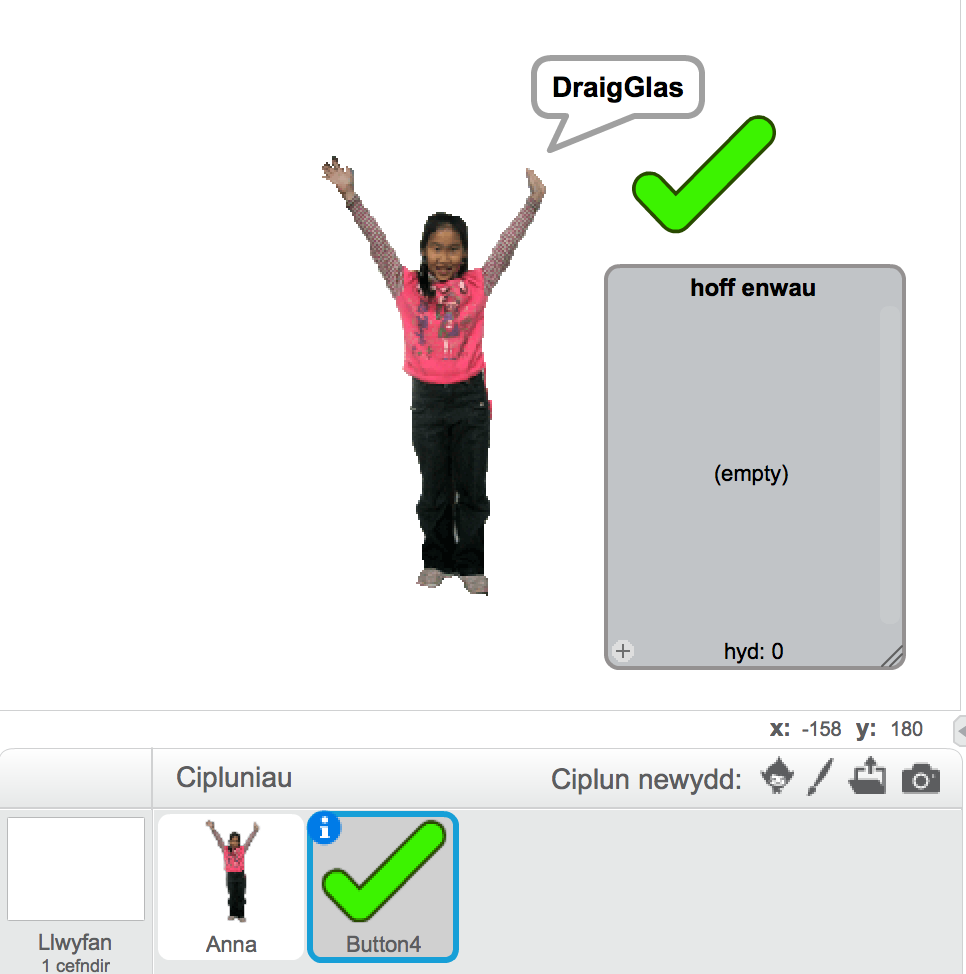 DraigGlas
hoff enwau
(empty)
hyd: 0
x: -158 y: 180
Cipluniau
Ciplun newydd:
Llwyfan
1 cefndir
Anna
Button4